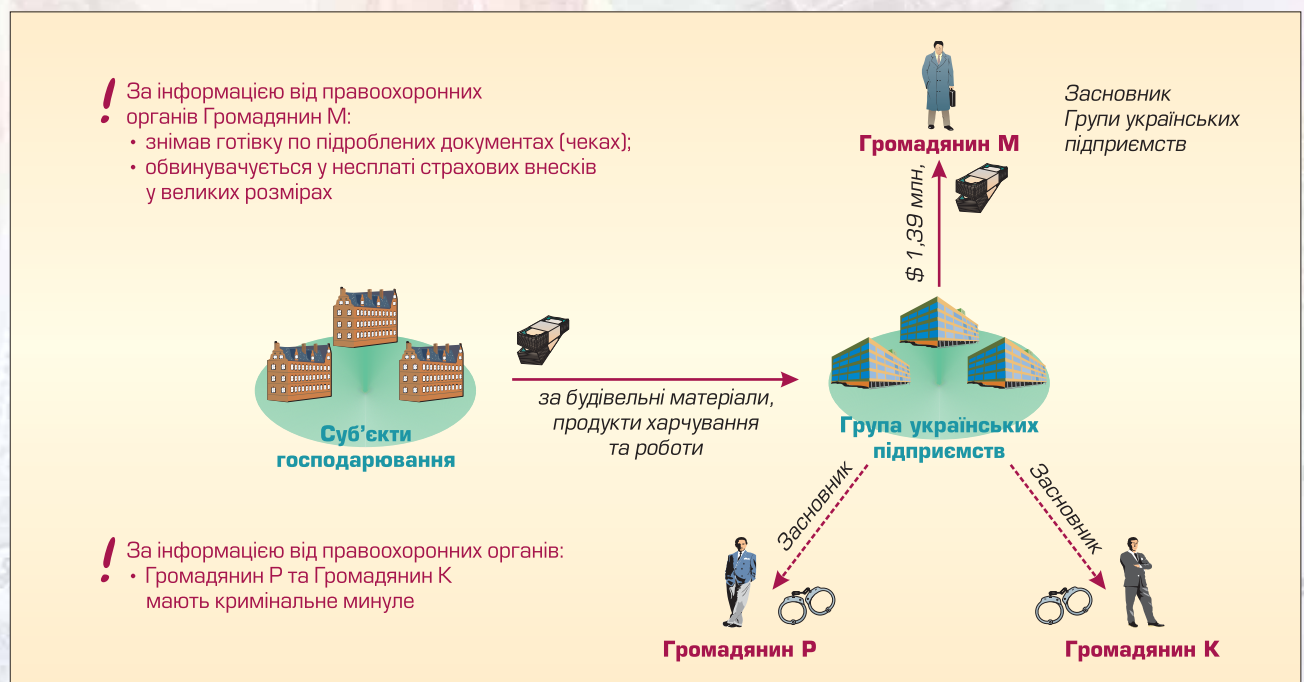 ! За інформацією від правоохоронних
органів Громадянин М:
• знімав готівку по підроблених документах (чеках);
• обвинувачується у несплаті страхових внесків
у великих розмірах
Громадянин М
Засновник
Групи українських
підприємств
$ 1,39 млн,
за будівельні матеріали,
продукти харчування
та роботи
Суб’єкти
господарювання
Група українських
підприємств
Засновник
Засновник
! За інформацією від правоохоронних органів:
• Громадянин Р та Громадянин К
мають кримінальне минуле
Громадянин Р
Громадянин К